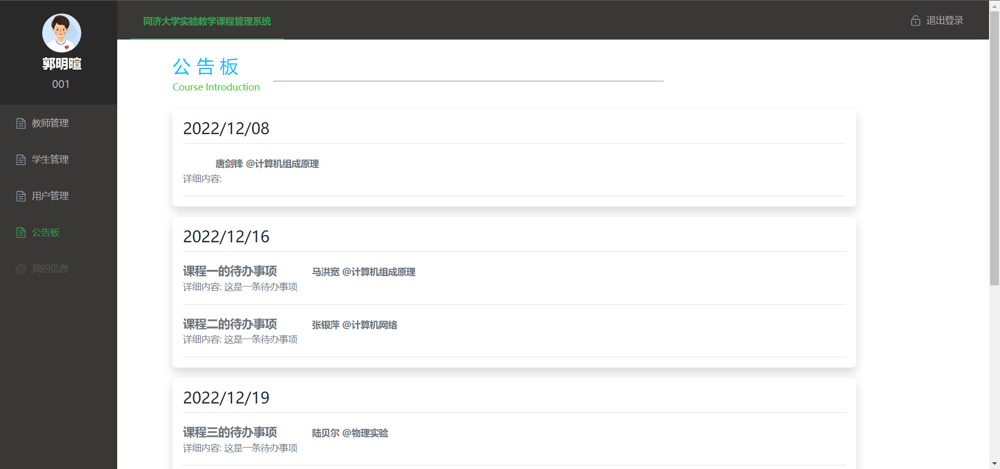 郭明暄
001
教师管理
学生管理
用户管理
公告板
我的信息
同济大学实验教学课程管理系统
退出登录
公告板
Course Introduction
2022/12/08
唐剑锋 @计算机组成原理
详细内容:
2022/12/16
课程一的待办事项 马洪宽 @计算机组成原理
详细内容: 这是一条待办事项
课程二的待办事项 张银萍 @计算机网络
详细内容: 这是一条待办事项
2022/12/19
课程三的待办事项 陆贝尔 @物理实验
详细内容: 这是一条待办事项